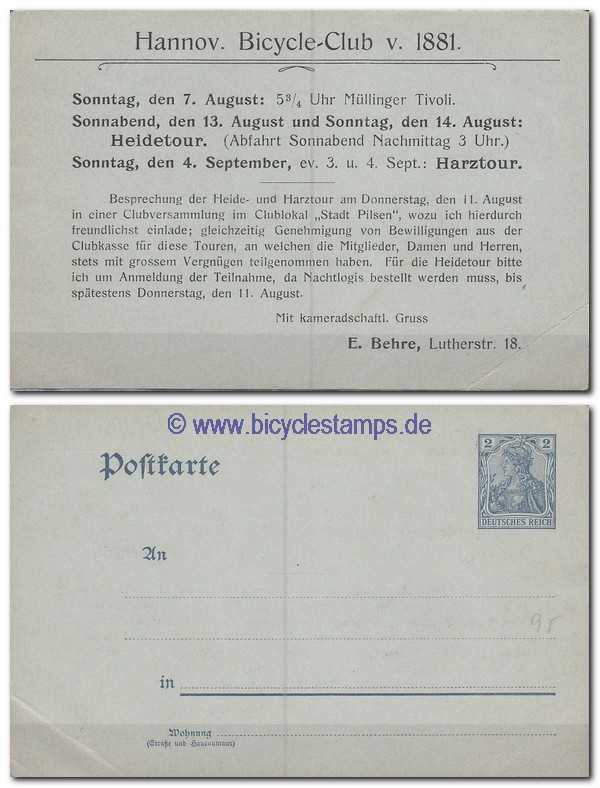 Hannov. Bicycle-Club v. 1881.
Sonntag, den 7. August: 5 3/4 Uhr Müllinger Tivoli.
Sonnabend, den 13. August und Sonntag, den 14. August:
Heidetour. (Abfahrt Sonnabend Nachmittag 3 Uhr.)
Sonntag, den 4. September, ev. 3. u. 4. Sept.: Harztour.
Besprechung der Heide- und Harztour am Donnerstag, den 11. August
in einer Clubversammlung im Clublokal „Stadt Pilsen“, wozu ich hierdurch
freundlichst einlade; gleichzeitig Genehmigung von Bewilligungen aus der
Clubkasse für diese Touren, an welchen die Mitglieder, Damen und Herren,
stets mit grossem Vergnügen teilgenommen haben. Für die Heidetour bitte
ich um Anmeldung der Teilnahme, da Nachtlogis bestellt werden muss, bis
spätestens Donnerstag, den 11. August.
Mit kameradschaftl. Gruss
E. Behre, Lutherstr. 18.
© www.bicyclestamps.de
Poſtkarte
2 2
DEUTSCHES REICH
An
in
Wohnung
(Straße und Hausnummer)